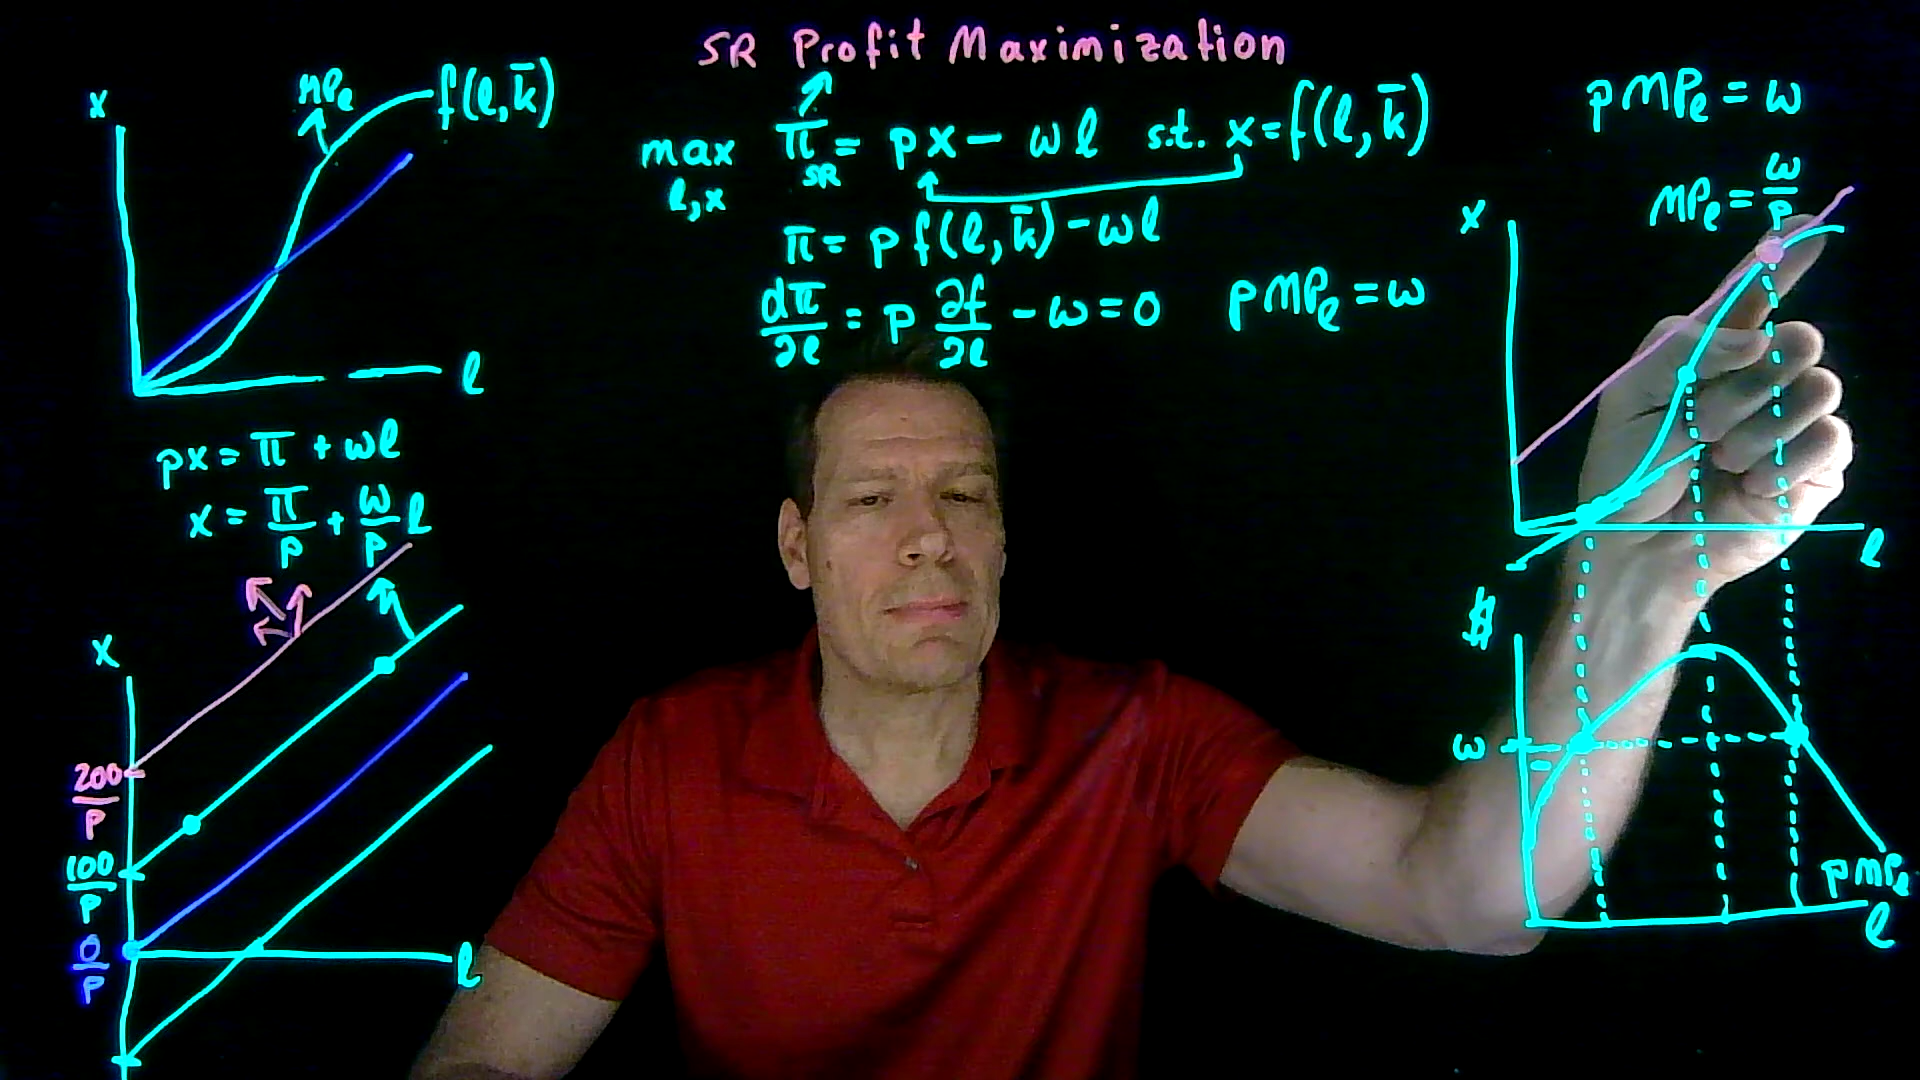 SR Profit Maximization
x
MPℓ
f(ℓ, k̄)
ℓ
max π SR = px - wℓ s.t. x = f(ℓ, k̄)
ℓ, x
π = p f(ℓ, k̄) - wℓ
dπ/∂ℓ = p ∂f/∂ℓ - w = 0 pMPℓ = w
px = π + wℓ
x = π/p + w/p ℓ
x
200/p
100/p
0/p
ℓ
pMPℓ = w
MPℓ = w/p
x
ℓ
$
w
pMPℓ
ℓ